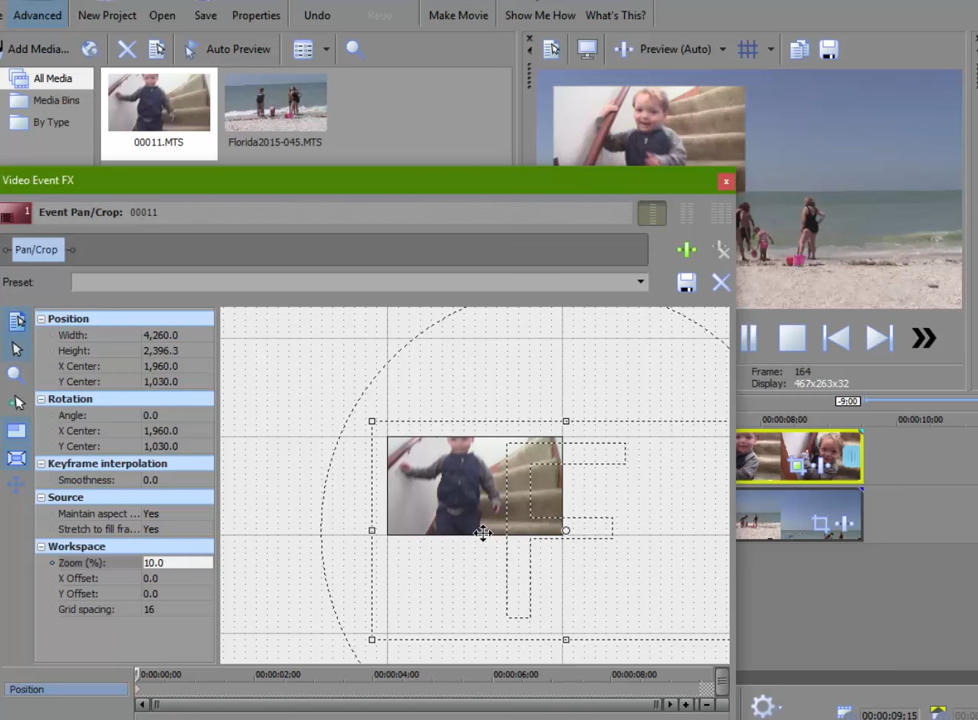 Advanced New Project Open Save Properties Undo Redo Make Movie Show Me How What's This?
Add Media... Auto Preview Preview (Auto)
All Media
Media Bins
By Type
00011.MTS Florida2015-045.MTS
Video Event FX x
1 Event Pan/Crop: 00011
Pan/Crop
Preset:
Position
Width: 4,260.0
Height: 2,396.3
X Center: 1,960.0
Y Center: 1,030.0
Rotation
Angle: 0.0
X Center: 1,960.0
Y Center: 1,030.0
Keyframe interpolation
Smoothness: 0.0
Source
Maintain aspect ... Yes
Stretch to fill fra... Yes
Workspace
Zoom (%): 10.0
X Offset: 0.0
Y Offset: 0.0
Grid spacing: 16
Frame: 164
Display: 467x263x32
-9:00
00:00:08;00 00:00:10;00
00:00:00;00 00:00:02;00 00:00:04;00 00:00:06;00 00:00:08;00
Position
00:00:09;15